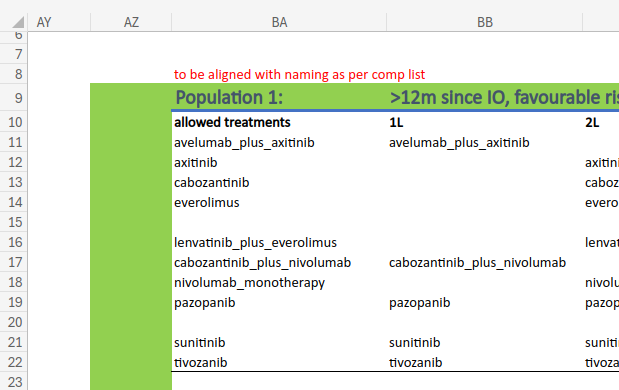 AY AZ BA BB
6
7
8 to be aligned with naming as per comp list
9 Population 1: >12m since IO, favourable ris
10 allowed treatments 1L 2L
11 avelumab_plus_axitinib avelumab_plus_axitinib
12 axitinib axitini
13 cabozantinib caboz
14 everolimus evero
15
16 lenvatinib_plus_everolimus lenvat
17 cabozantinib_plus_nivolumab cabozantinib_plus_nivolumab
18 nivolumab_monotherapy nivolu
19 pazopanib pazopanib pazop
20
21 sunitinib sunitinib suniti
22 tivozanib tivozanib tivoza
23